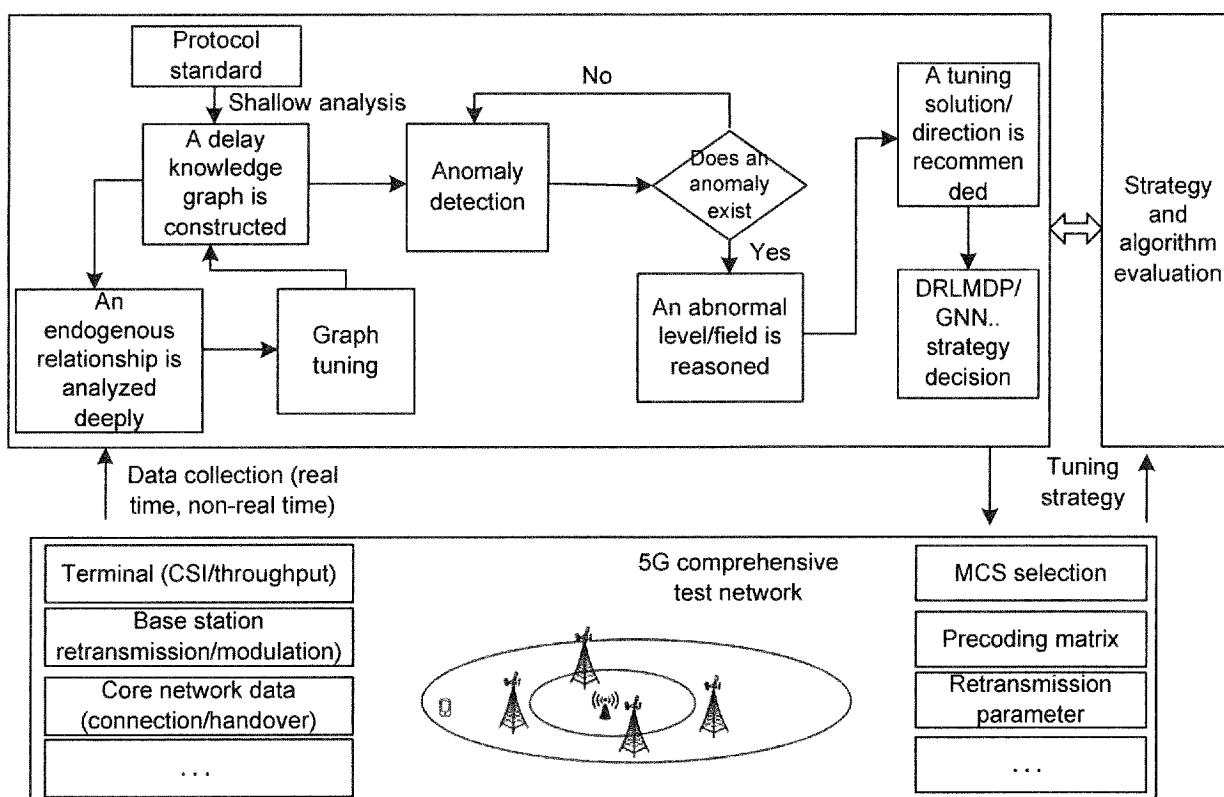 Protocol
standard
Shallow analysis
A delay
knowledge
graph is
constructed
An
endogenous
relationship is
analyzed
deeply
Graph
tuning
Anomaly
detection
No
Does an
anomaly
exist
Yes
An abnormal
level/field is
reasoned
A tuning
solution/
direction is
recommen
ded
DRLMDP/
GNN..
strategy
decision
Strategy
and
algorithm
evaluation
Data collection (real
time, non-real time)
Tuning
strategy
Terminal (CSI/throughput)
Base station
retransmission/modulation)
Core network data
(connection/handover)
...
5G comprehensive
test network
MCS selection
Precoding matrix
Retransmission
parameter
...